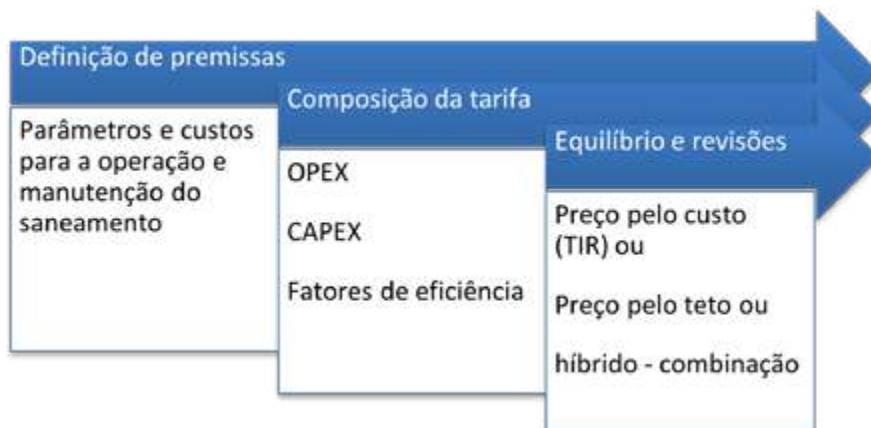 Definição de premissas
Parâmetros e custos
para a operação e
manutenção do
saneamento
Composição da tarifa
OPEX
CAPEX
Fatores de eficiência
Equilíbrio e revisões
Preço pelo custo
(TIR) ou
Preço pelo teto ou
híbrido - combinação